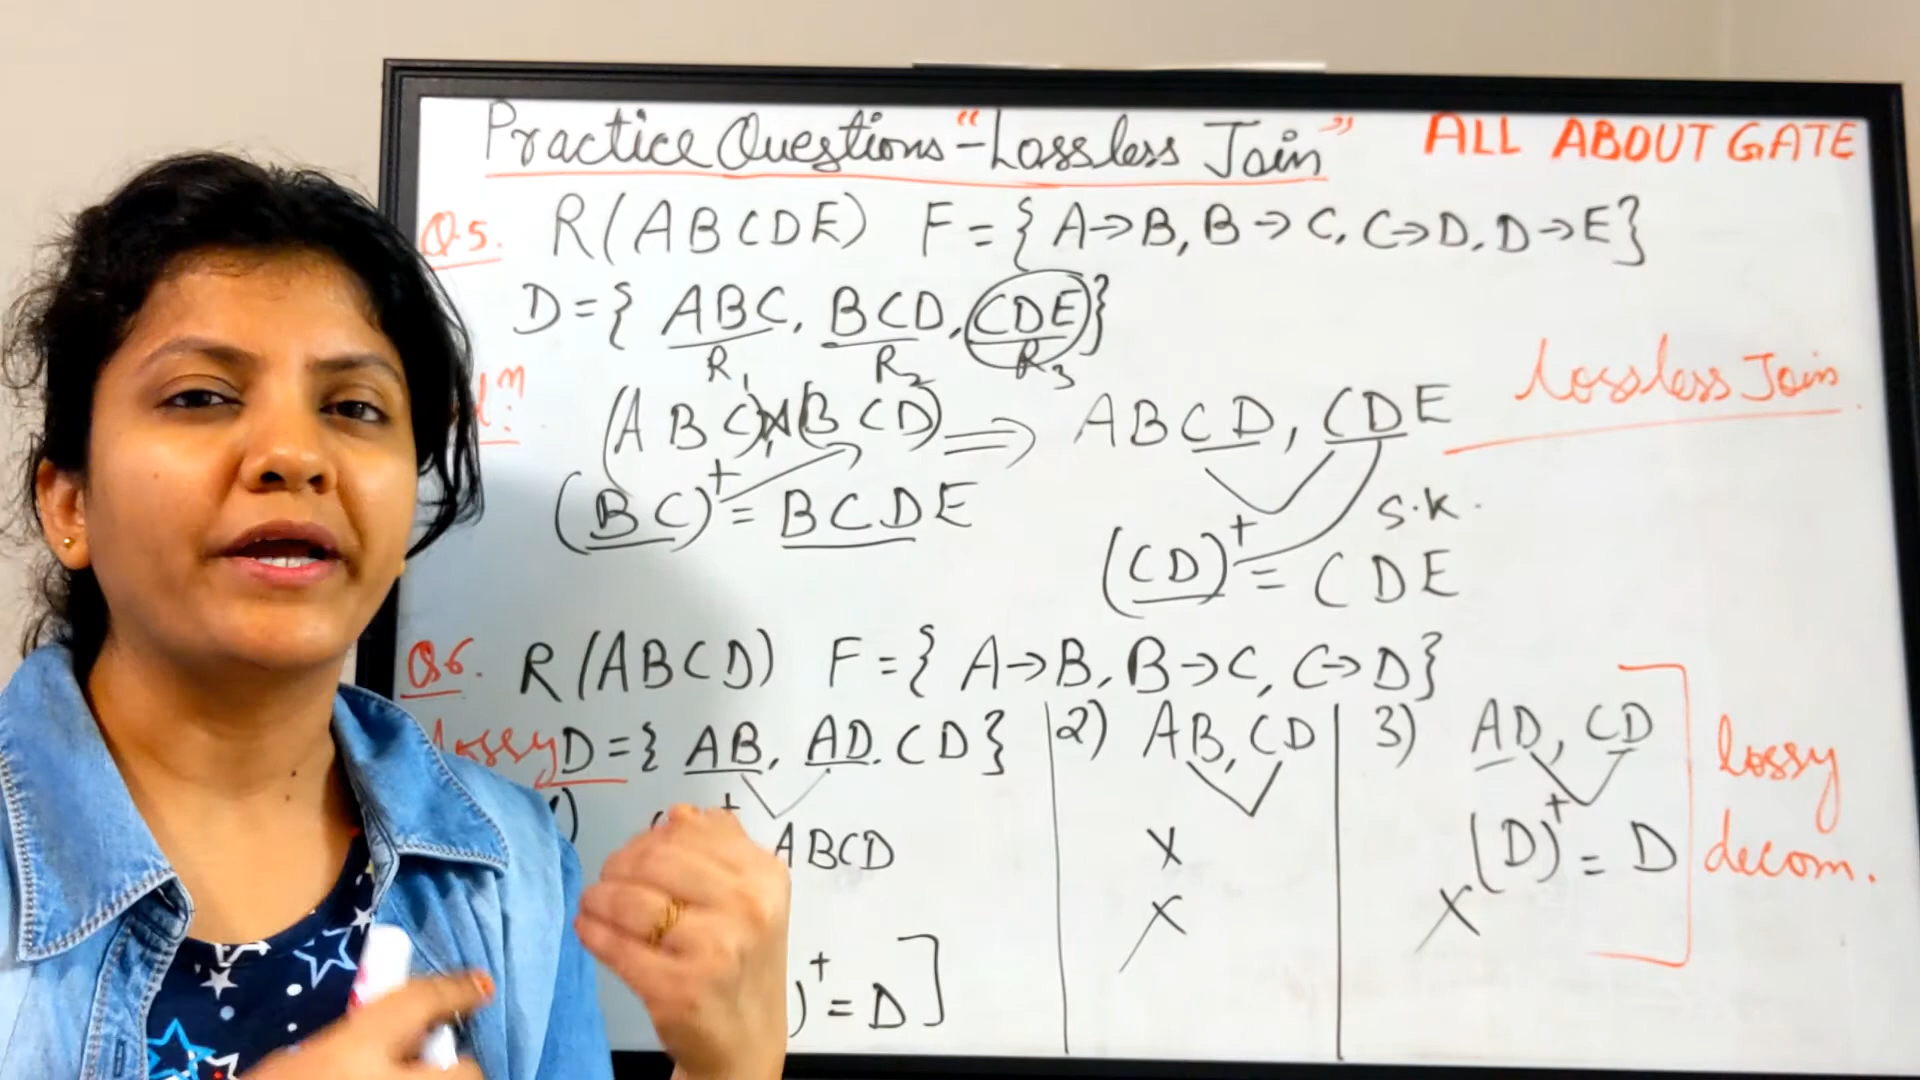 Practice Questions - "Lossless Join" ALL ABOUT GATE
Q.5. R(ABCDE) F = { A→B, B→C, C→D, D→E}
D = { ABC, BCD, CDE}
R1 R2 R3
(ABC)⋈(BCD) ⟹ ABCD, CDE Lossless Join
(BC)+ = BCDE S.K.
(CD)+ = CDE
Q6. R(ABCD) F = { A→B, B→C, C→D}
lossy D = { AB, AD, CD} 2) AB, CD 3) AD, CD lossy decom.
ABCD X (D)+ = D
X X
)+ = D]